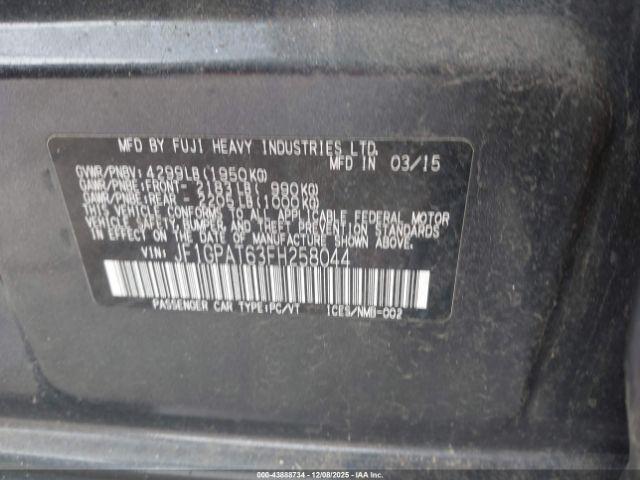 MFD BY FUJI HEAVY INDUSTRIES LTD.
MFD IN 03/15
GVWR/PNBV: 4299LB(1950KG)
GAWR/PNBE:FRONT- 2183LB( 990KG)
GAWR/PNBE:REAR - 2205LB(1000KG)
THIS VEHICLE CONFORMS TO ALL APPLICABLE FEDERAL MOTOR
VEHICLE SAFETY, BUMPER AND THEFT PREVENTION STANDARDS
IN EFFECT ON THE DATE OF MANUFACTURE SHOWN ABOVE.
VIN: JF1GPAT63FH258044
PASSENGER CAR TYPE:PC/VT ICES/NMB-002
000-43888734 - 12/08/2025 - IAA Inc.